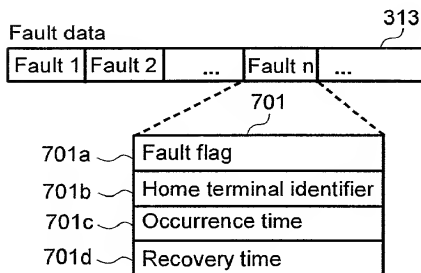 313
Fault data
Fault 1 Fault 2 ... Fault n ...
701
701a Fault flag
701b Home terminal identifier
701c Occurrence time
701d Recovery time